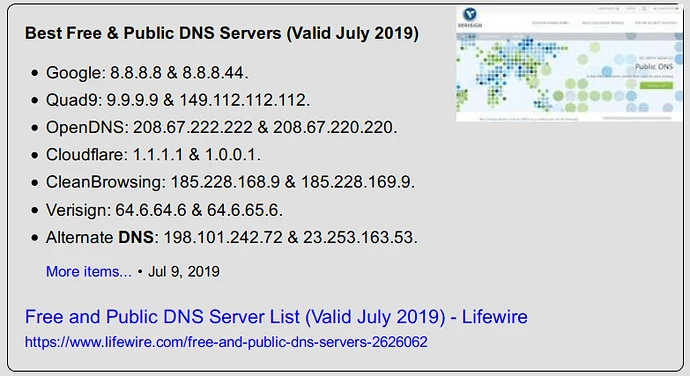 Best Free & Public DNS Servers (Valid July 2019)
Google: 8.8.8.8 & 8.8.8.44.
Quad9: 9.9.9.9 & 149.112.112.112.
OpenDNS: 208.67.222.222 & 208.67.220.220.
Cloudflare: 1.1.1.1 & 1.0.0.1.
CleanBrowsing: 185.228.168.9 & 185.228.169.9.
Verisign: 64.6.64.6 & 64.6.65.6.
Alternate DNS: 198.101.242.72 & 23.253.163.53.
More items... • Jul 9, 2019
Free and Public DNS Server List (Valid July 2019) - Lifewire
https://www.lifewire.com/free-and-public-dns-servers-2626062
VERISIGN
Public DNS